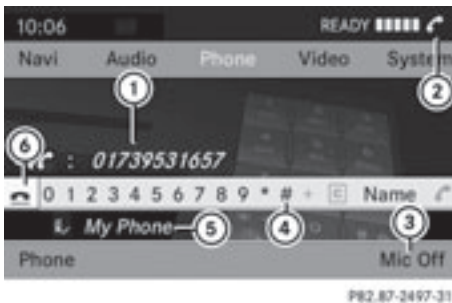 10:06 READY
Navi Audio Phone Video System
1
2
6
: 01739531657
0 1 2 3 4 5 6 7 8 9 * # + C Name
My Phone 5 4 3
Phone Mic Off
P82.87-2497-31